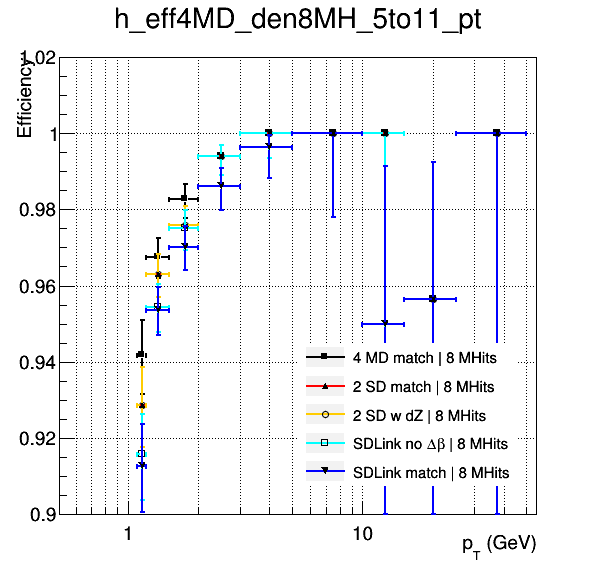 h_eff4MD_den8MH_5to11_pt
Efficiency
1.02
1
0.98
0.96
0.94
0.92
0.9
4 MD match | 8 MHits
2 SD match | 8 MHits
2 SD w dZ | 8 MHits
SDLink no Δβ | 8 MHits
SDLink match | 8 MHits
1
10
p_T (GeV)